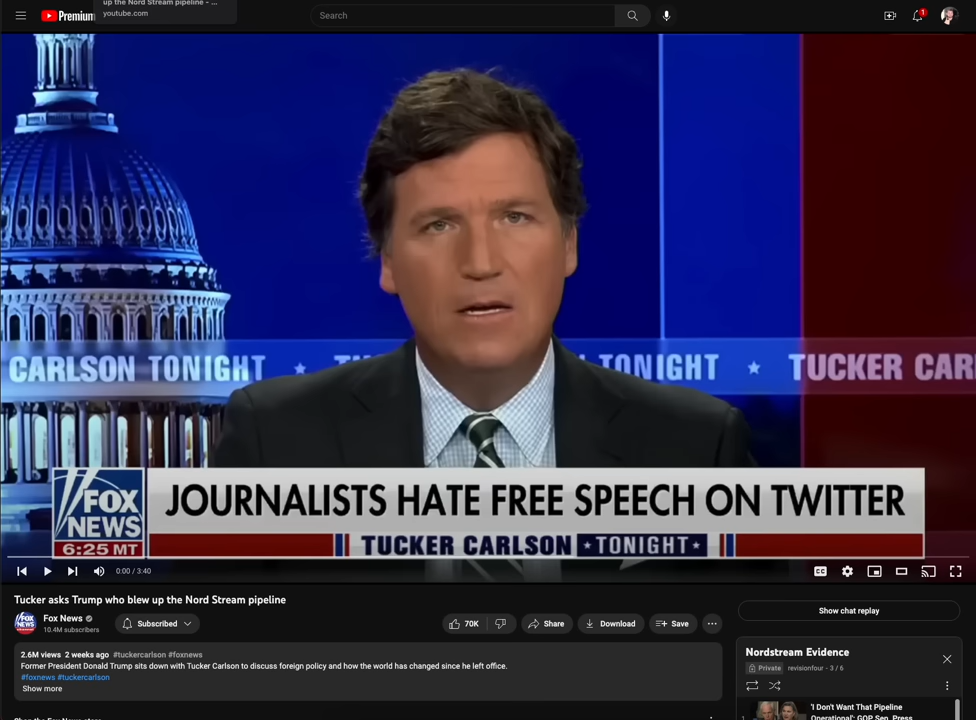 up the Nord Stream pipeline - ...
youtube.com
Premium
Search
1
CARLSON TONIGHT ★ TONIGHT ★ TUCKER CAR
JOURNALISTS HATE FREE SPEECH ON TWITTER
FOX
NEWS
6:25 MT
TUCKER CARLSON ★TONIGHT★
0:00 / 3:40
CC
Tucker asks Trump who blew up the Nord Stream pipeline
Fox News
10.4M subscribers
Subscribed
70K
Share
Download
Save
2.6M views 2 weeks ago #tuckercarlson #foxnews
Former President Donald Trump sits down with Tucker Carlson to discuss foreign policy and how the world has changed since he left office.
#foxnews #tuckercarlson
Show more
Show chat replay
Nordstream Evidence
Private revisionfour - 3 / 6
1
'I Don't Want That Pipeline
Operational': GOP Sen. Press